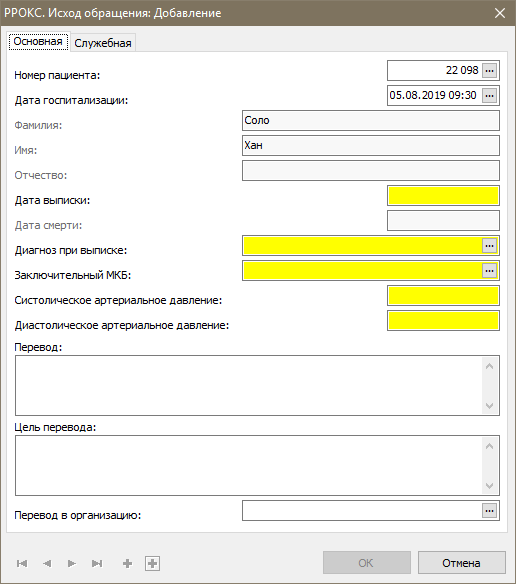 РРОКС. Исход обращения: Добавление
Основная Служебная
Номер пациента: 22 098 ...
Дата госпитализации: 05.08.2019 09:30 ...
Фамилия: Соло
Имя: Хан
Отчество:
Дата выписки:
Дата смерти:
Диагноз при выписке: ...
Заключительный МКБ: ...
Систолическое артериальное давление:
Диастолическое артериальное давление:
Перевод:
Цель перевода:
Перевод в организацию: ...
ОК Отмена